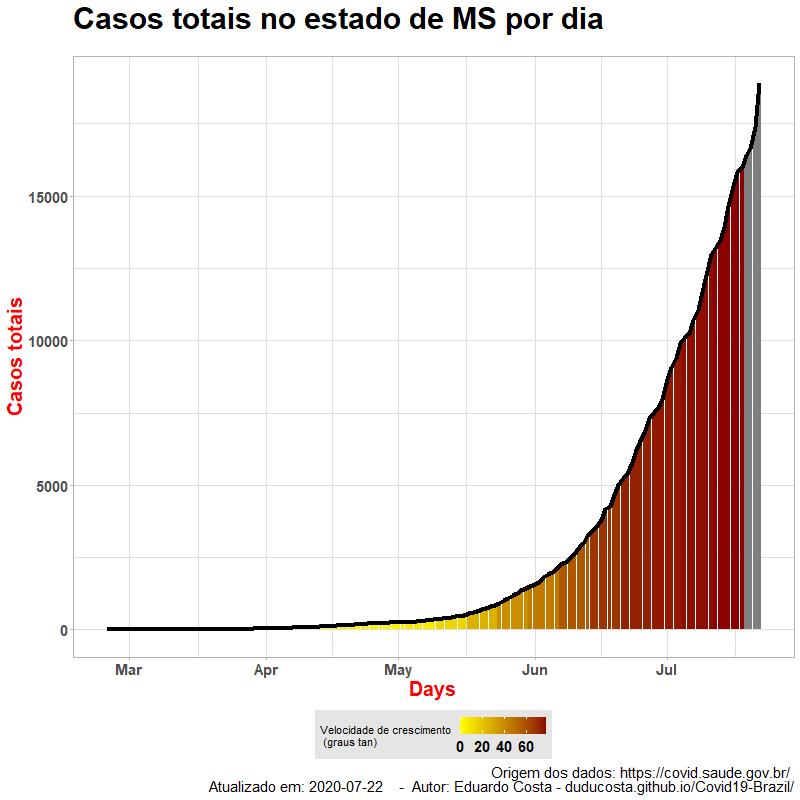 Casos totais no estado de MS por dia
Casos totais
15000
10000
5000
0
Mar Apr May Jun Jul
Days
Velocidade de crescimento
(graus tan)
0 20 40 60
Origem dos dados: https://covid.saude.gov.br/
Atualizado em: 2020-07-22 - Autor: Eduardo Costa - duducosta.github.io/Covid19-Brazil/